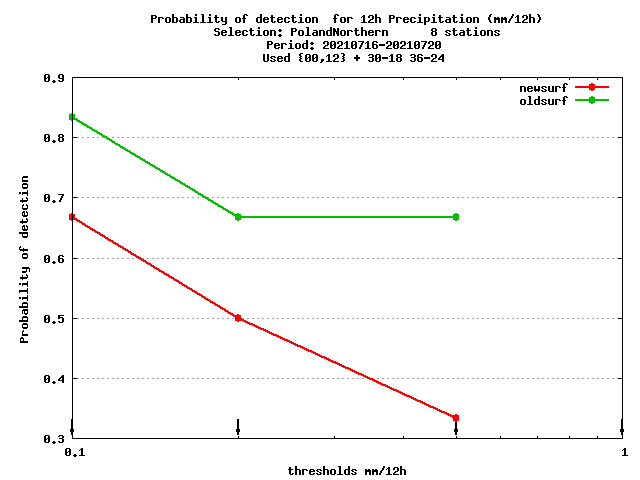 Probability of detection  for 12h Precipitation (mm/12h)
Selection: PolandNorthern      8 stations
Period: 20210716-20210720
Used {00,12} + 30-18 36-24
newsurf
oldsurf
0.9
0.8
0.7
0.6
0.5
0.4
0.3
Probability of detection
0.1 1
thresholds mm/12h